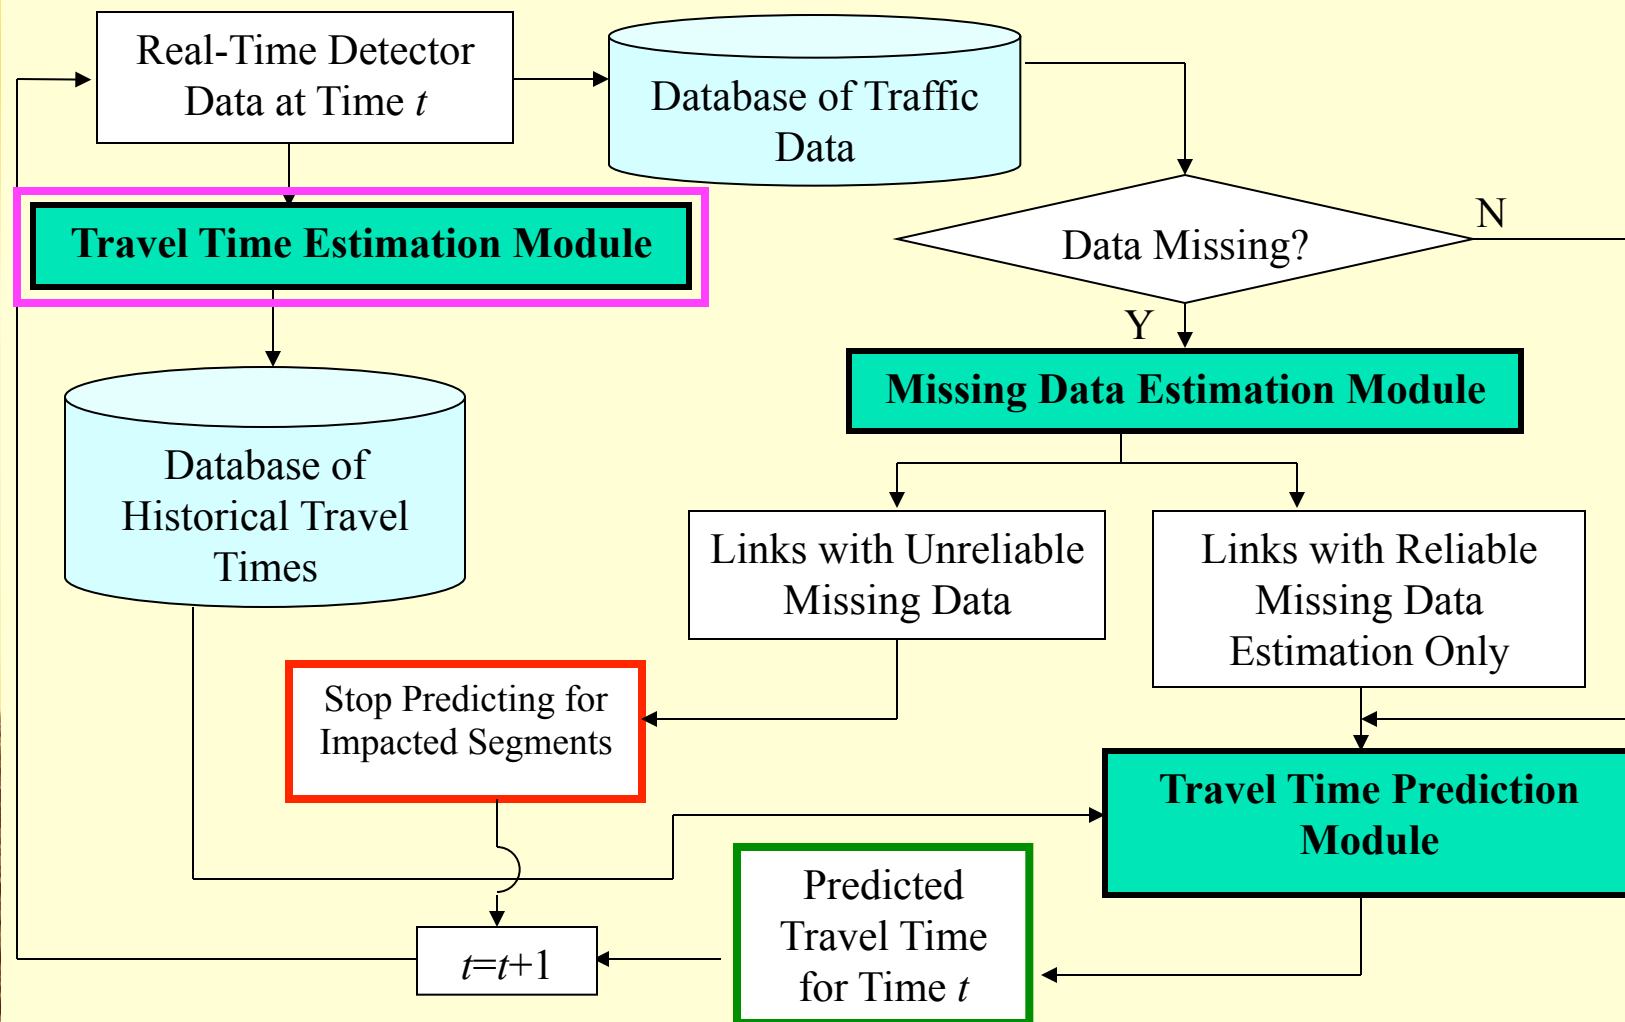 Real-Time Detector
Data at Time t
Database of Traffic
Data
Travel Time Estimation Module
Data Missing?
N
Y
Missing Data Estimation Module
Database of
Historical Travel
Times
Links with Unreliable
Missing Data
Links with Reliable
Missing Data
Estimation Only
Stop Predicting for
Impacted Segments
Travel Time Prediction
Module
Predicted
Travel Time
for Time t
t=t+1